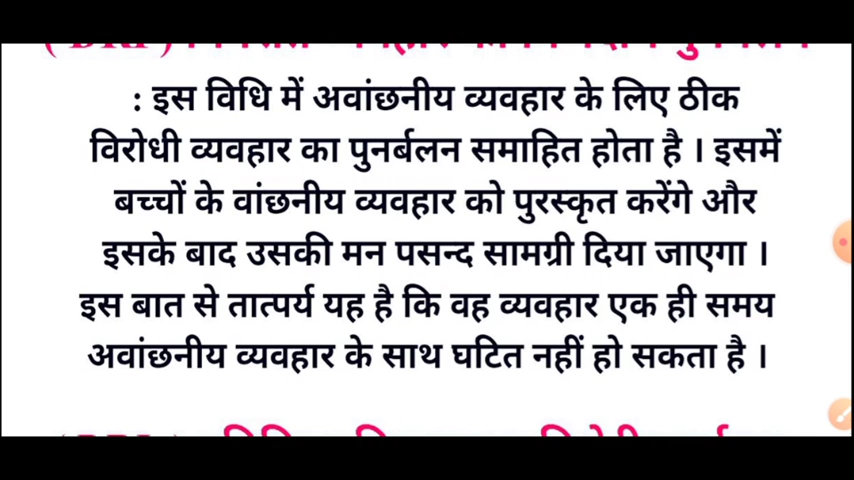 : इस विधि में अवांछनीय व्यवहार के लिए ठीक
विरोधी व्यवहार का पुनर्बलन समाहित होता है । इसमें
बच्चों के वांछनीय व्यवहार को पुरस्कृत करेंगे और
इसके बाद उसकी मन पसन्द सामग्री दिया जाएगा ।
इस बात से तात्पर्य यह है कि वह व्यवहार एक ही समय
अवांछनीय व्यवहार के साथ घटित नहीं हो सकता है ।